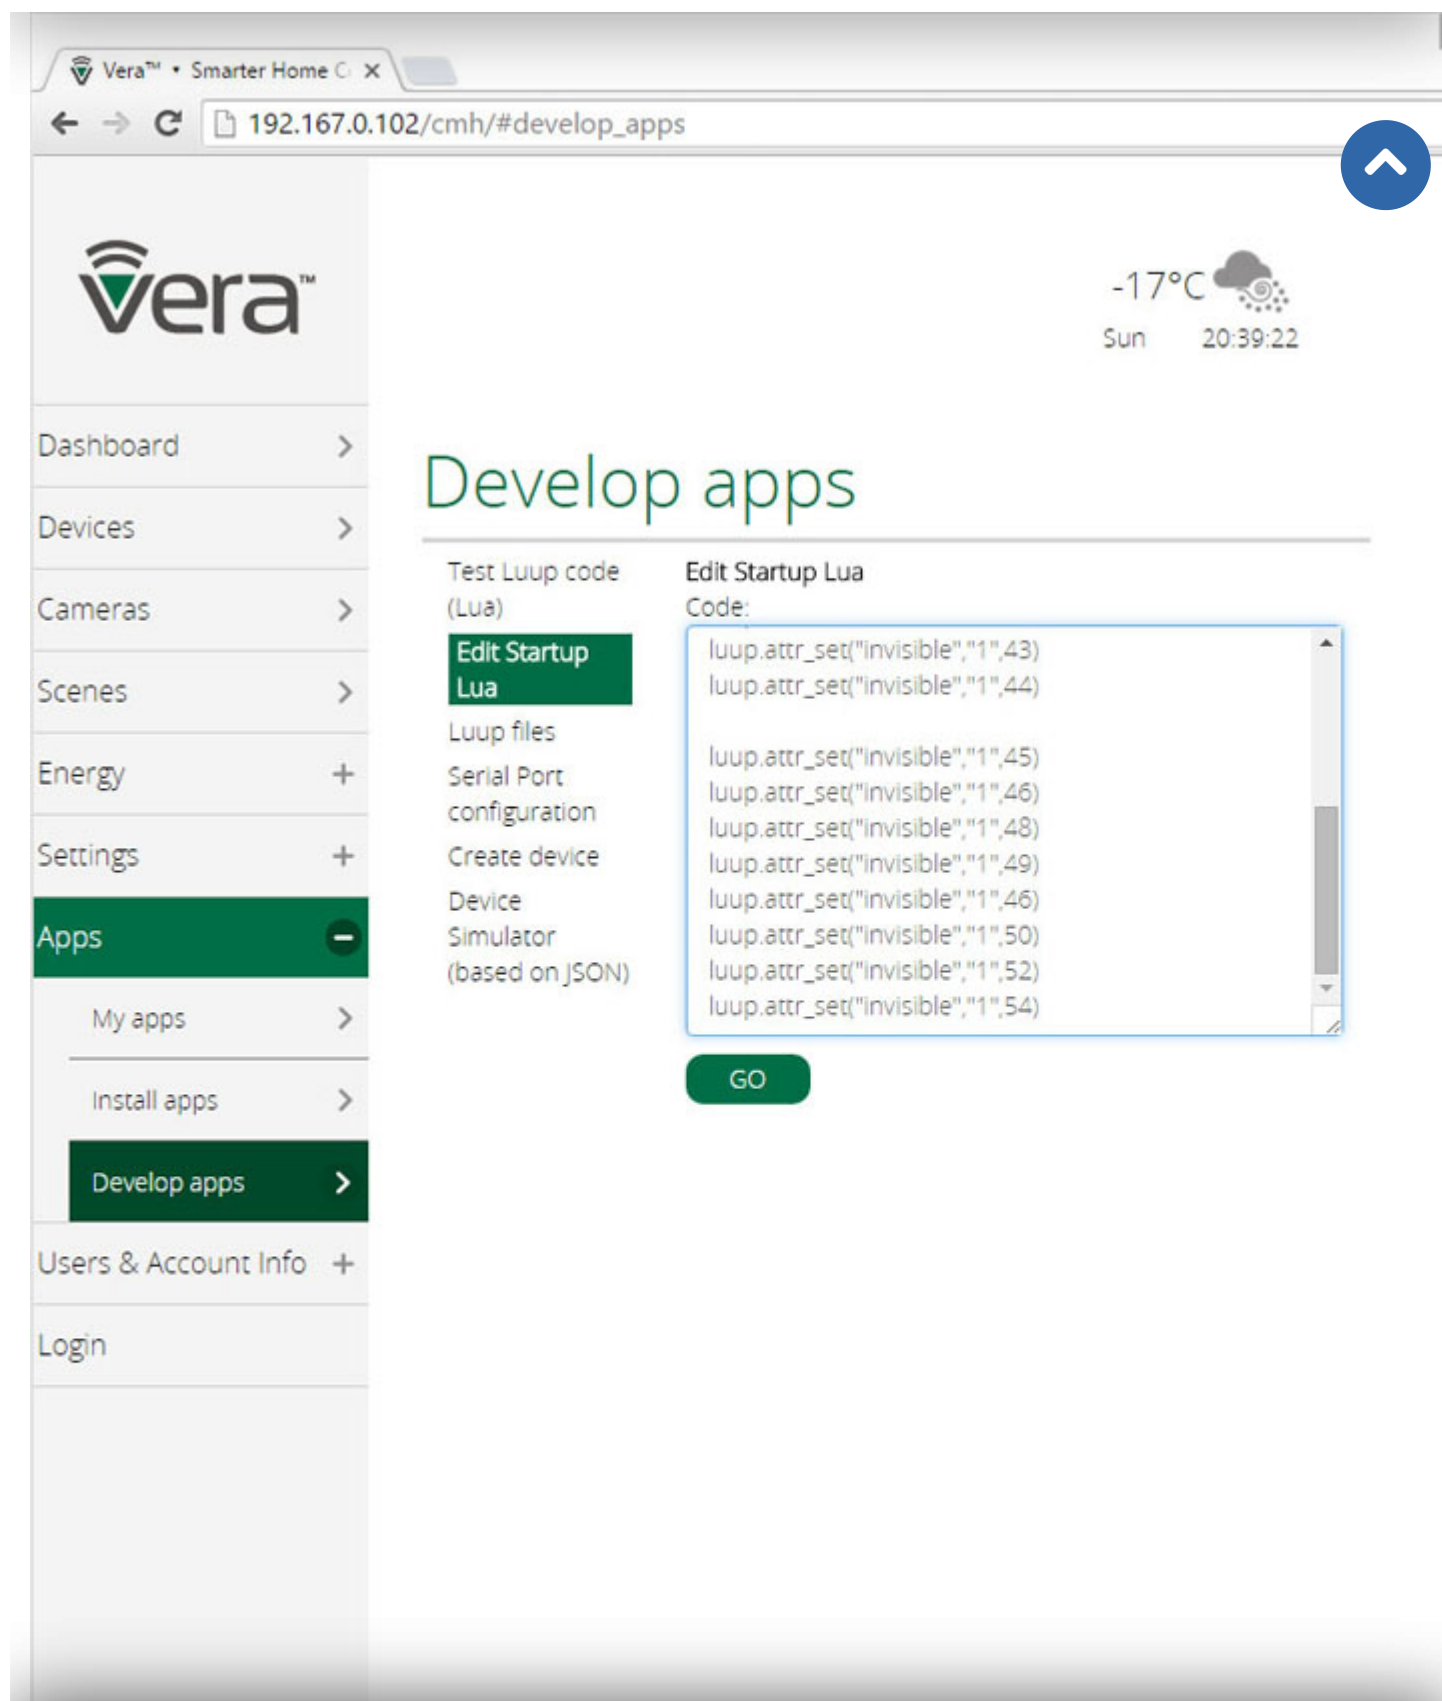 Vera™ • Smarter Home C
192.167.0.102/cmh/#develop_apps
vera™
-17°C
Sun 20:39:22
Dashboard
Devices
Cameras
Scenes
Energy
Settings
Apps
My apps
Install apps
Develop apps
Users & Account Info
Login
Develop apps
Test Luup code
(Lua)
Edit Startup
Lua
Luup files
Serial Port
configuration
Create device
Device
Simulator
(based on JSON)
Edit Startup Lua
Code:
luup.attr_set("invisible","1",43)
luup.attr_set("invisible","1",44)
luup.attr_set("invisible","1",45)
luup.attr_set("invisible","1",46)
luup.attr_set("invisible","1",48)
luup.attr_set("invisible","1",49)
luup.attr_set("invisible","1",46)
luup.attr_set("invisible","1",50)
luup.attr_set("invisible","1",52)
luup.attr_set("invisible","1",54)
GO